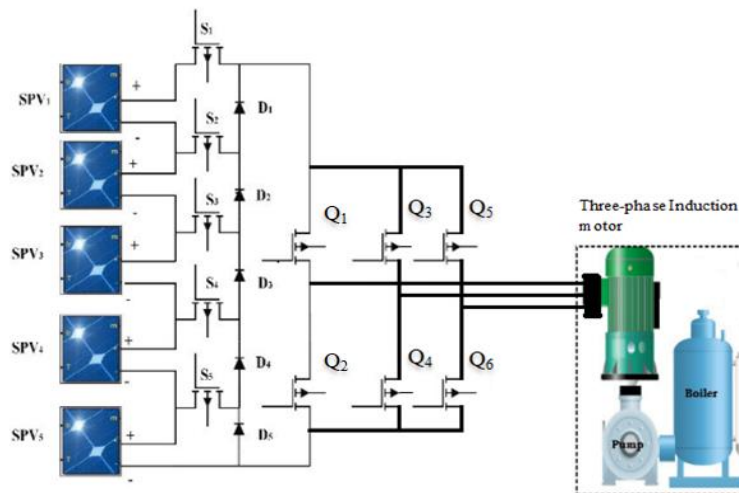 S1
+
SPV1
D1
S2
-
+
SPV2
D2
-
S3
Q1
Q3
Q5
Three-phase Induction
motor
+
SPV3
S4
D3
-
+
SPV4
S5
D4
Q2
Q4
Q6
-
Boiler
+
SPV5
D5
Pump
-